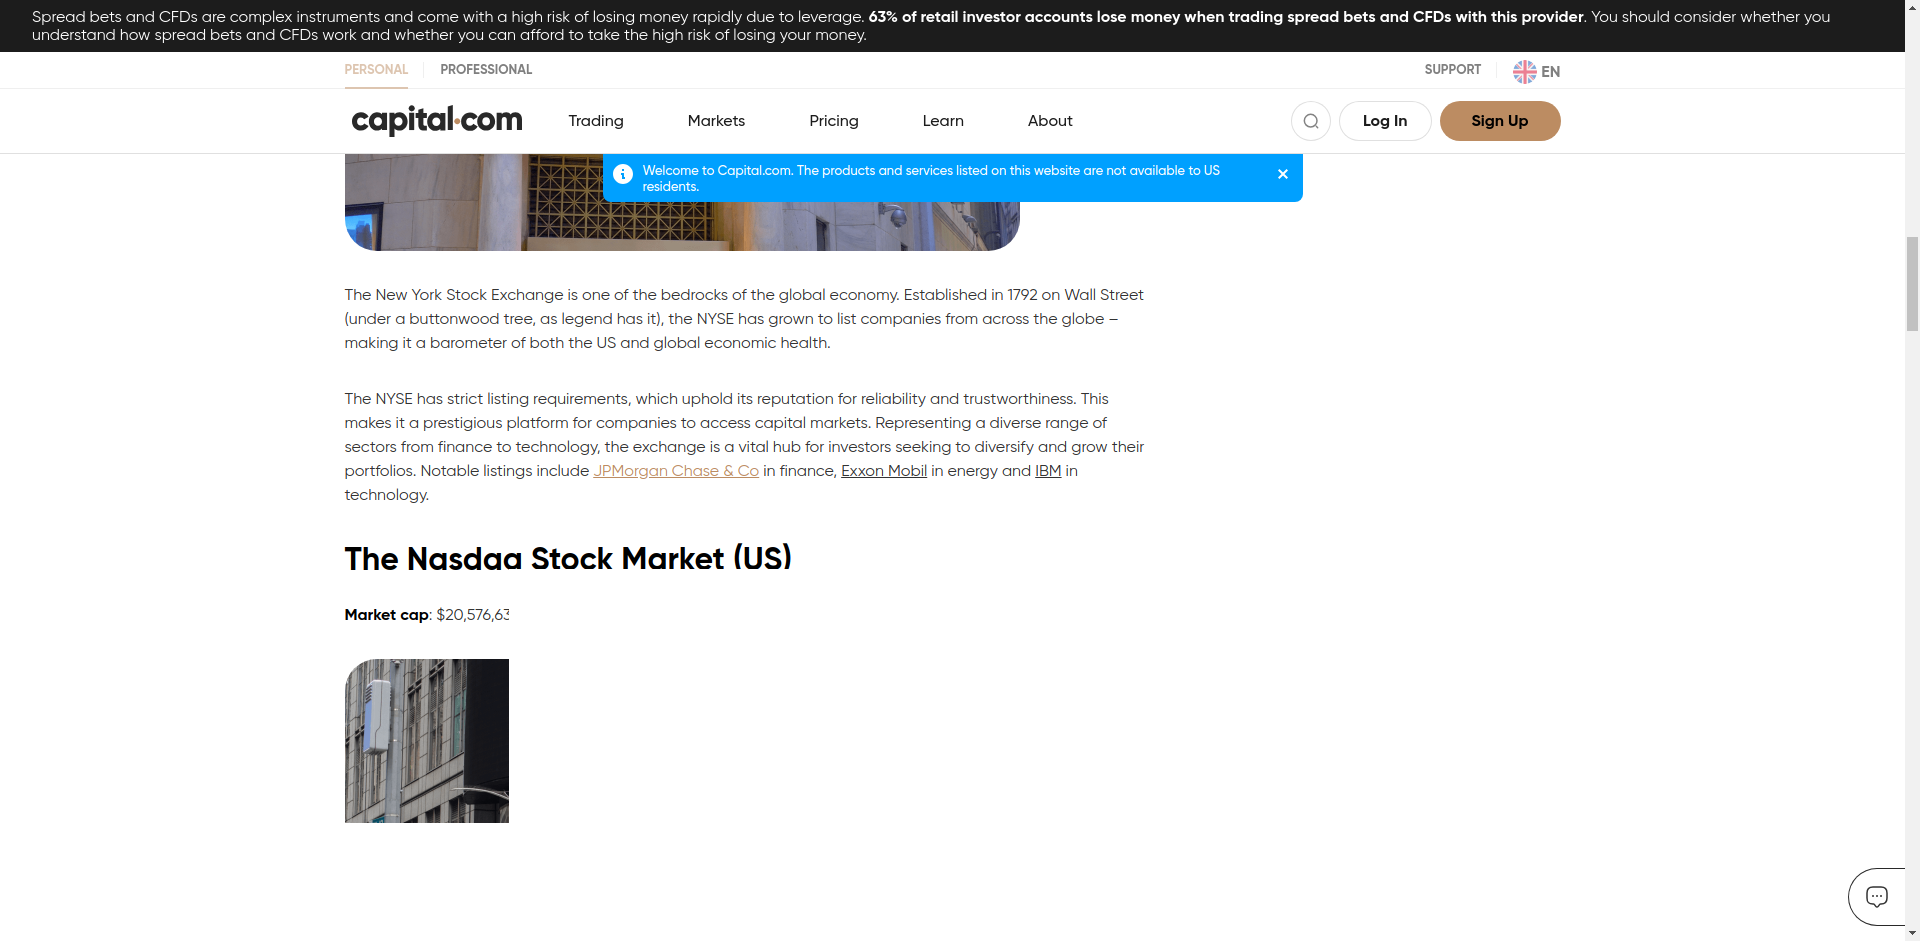 Spread bets and CFDs are complex instruments and come with a high risk of losing money rapidly due to leverage. 63% of retail investor accounts lose money when trading spread bets and CFDs with this provider. You should consider whether you
understand how spread bets and CFDs work and whether you can afford to take the high risk of losing your money.
PERSONAL PROFESSIONAL SUPPORT EN
capital.com Trading Markets Pricing Learn About Log In Sign Up
Welcome to Capital.com. The products and services listed on this website are not available to US
residents.
The New York Stock Exchange is one of the bedrocks of the global economy. Established in 1792 on Wall Street
(under a buttonwood tree, as legend has it), the NYSE has grown to list companies from across the globe –
making it a barometer of both the US and global economic health.
The NYSE has strict listing requirements, which uphold its reputation for reliability and trustworthiness. This
makes it a prestigious platform for companies to access capital markets. Representing a diverse range of
sectors from finance to technology, the exchange is a vital hub for investors seeking to diversify and grow their
portfolios. Notable listings include JPMorgan Chase & Co in finance, Exxon Mobil in energy and IBM in
technology.
The Nasdaq Stock Market (US)
Market cap: $20,576,63